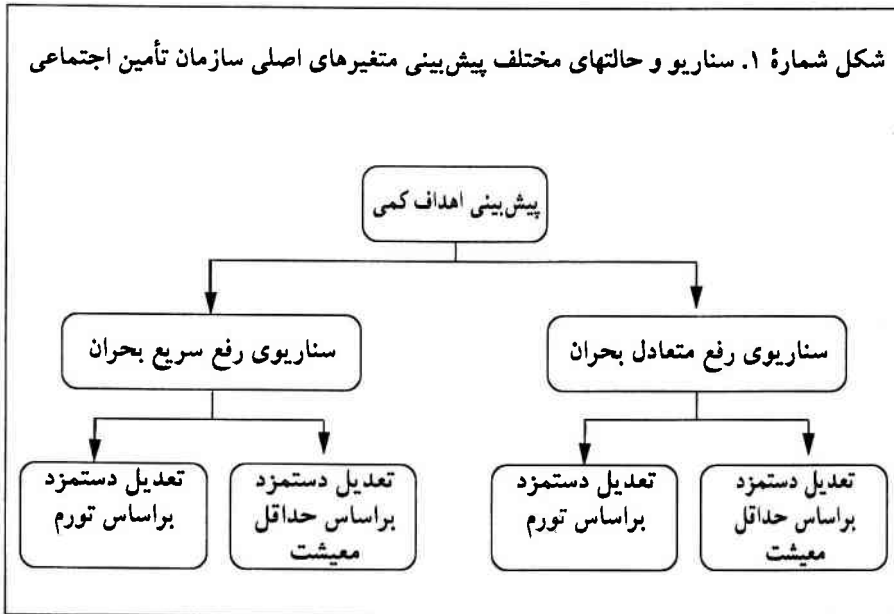 شکل شمارهٔ ۱. سناریو و حالتهای مختلف پیش‌بینی متغیرهای اصلی سازمان تأمین اجتماعی
پیش‌بینی اهداف کمی
سناریوی رفع متعادل بحران
سناریوی رفع سریع بحران
تعدیل دستمزد
براساس حداقل
معیشت
تعدیل دستمزد
براساس تورم
تعدیل دستمزد
براساس حداقل
معیشت
تعدیل دستمزد
براساس تورم